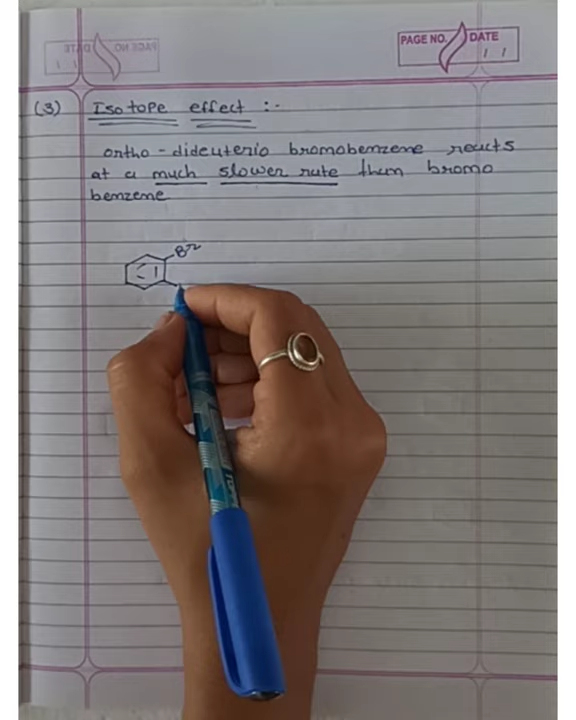 PAGE NO. DATE
/ /
(3) Isotope effect :-
ortho - dideuterio bromobenzene reacts
at a much slower rate than bromo
benzene
Br